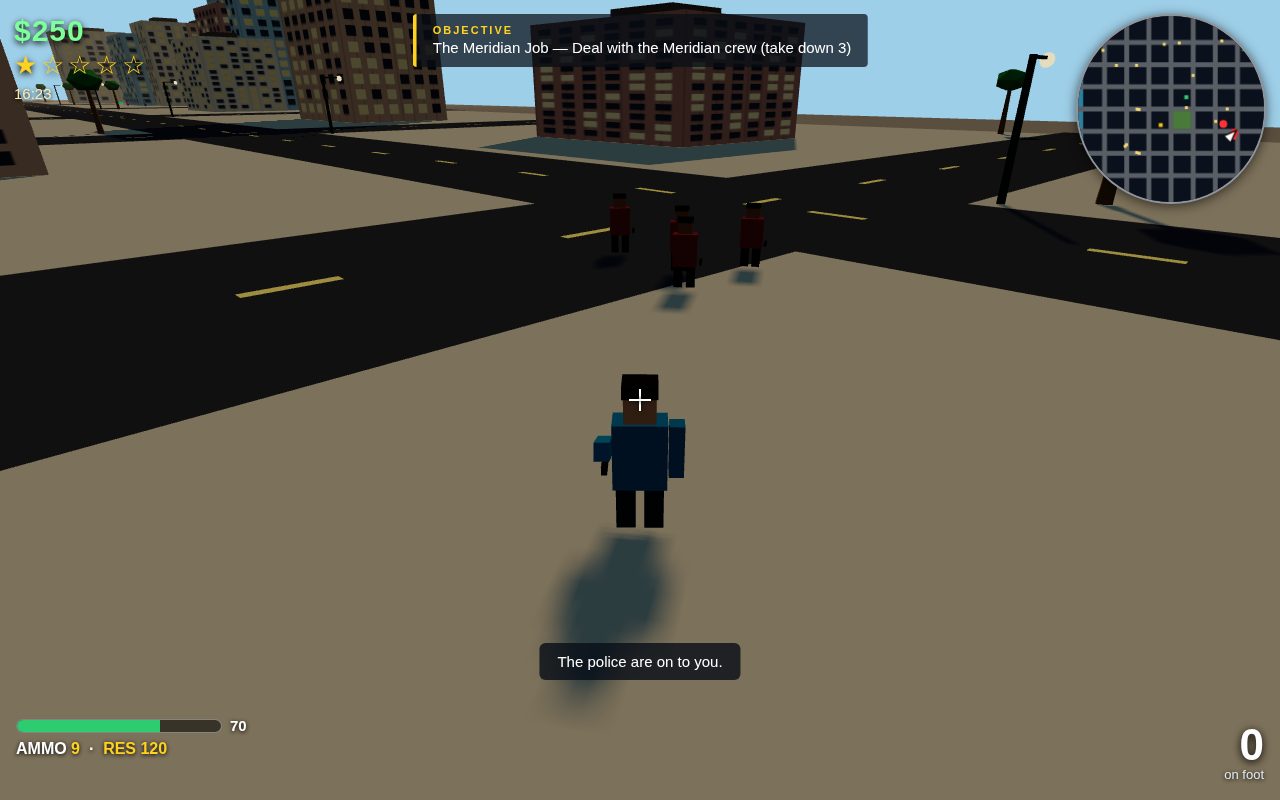 $250
★☆☆☆☆
16:23
OBJECTIVE
The Meridian Job — Deal with the Meridian crew (take down 3)
The police are on to you.
70
AMMO 9 · RES 120
0
on foot